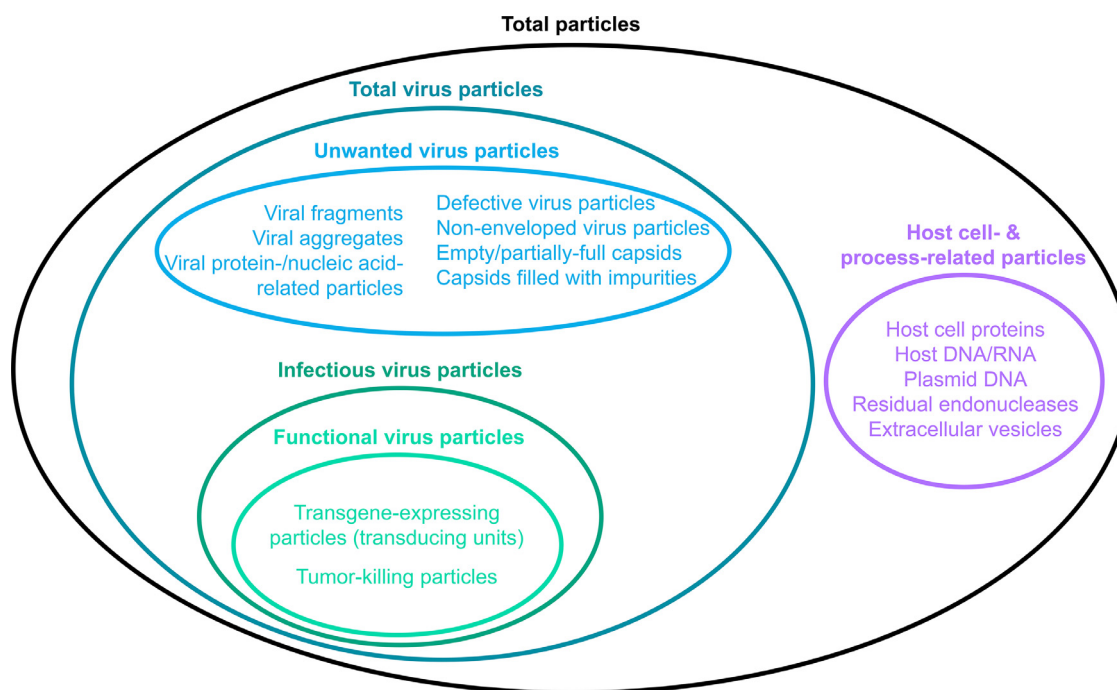 Total particles
Total virus particles
Unwanted virus particles
Viral fragments
Viral aggregates
Viral protein-/nucleic acid-
related particles
Defective virus particles
Non-enveloped virus particles
Empty/partially-full capsids
Capsids filled with impurities
Infectious virus particles
Functional virus particles
Transgene-expressing
particles (transducing units)
Tumor-killing particles
Host cell- &
process-related particles
Host cell proteins
Host DNA/RNA
Plasmid DNA
Residual endonucleases
Extracellular vesicles